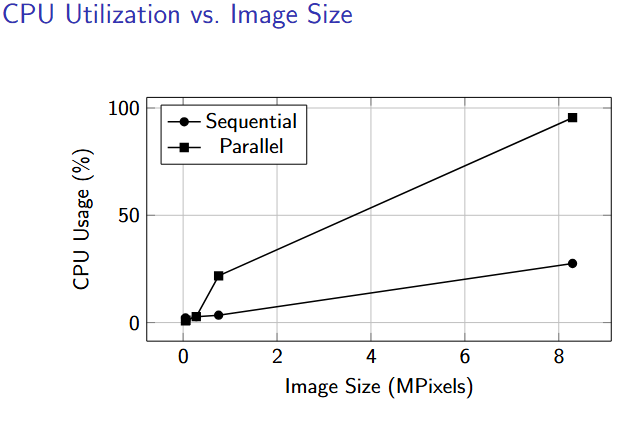 CPU Utilization vs. Image Size
100
50
0
Sequential
Parallel
CPU Usage (%)
0 2 4 6 8
Image Size (MPixels)